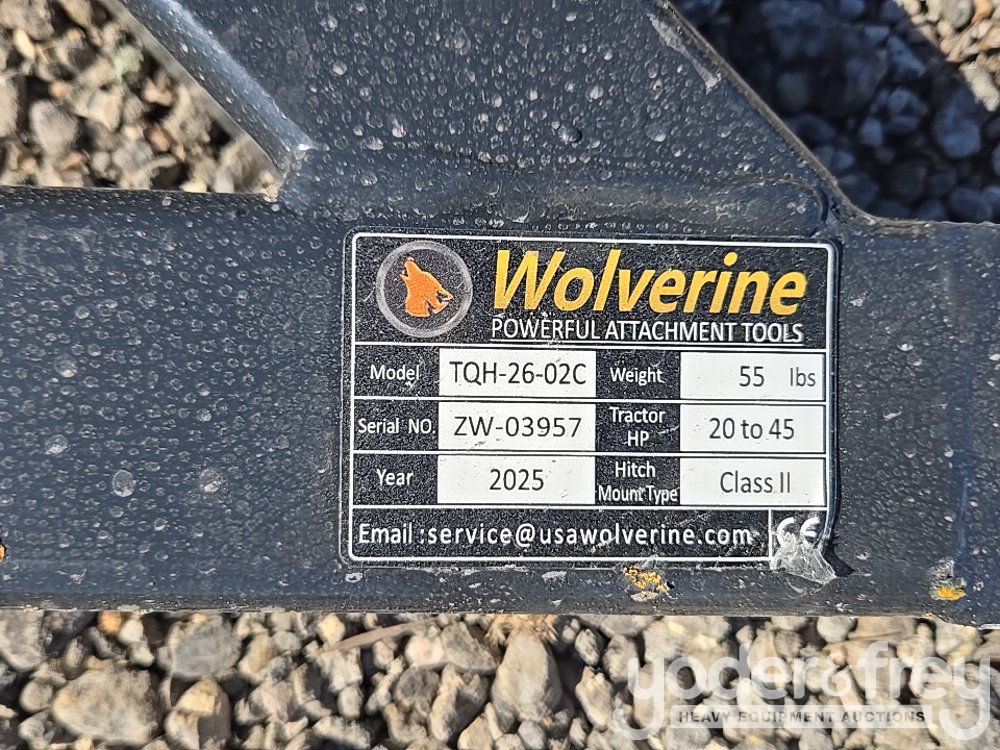 Wolverine
POWERFUL ATTACHMENT TOOLS
Model TQH-26-02C Weight 55 lbs
Serial NO. ZW-03957 Tractor HP 20 to 45
Year 2025 Hitch Mount Type Class II
Email :service@usawolverine.com CE
yoder&frey
HEAVY EQUIPMENT AUCTIONS